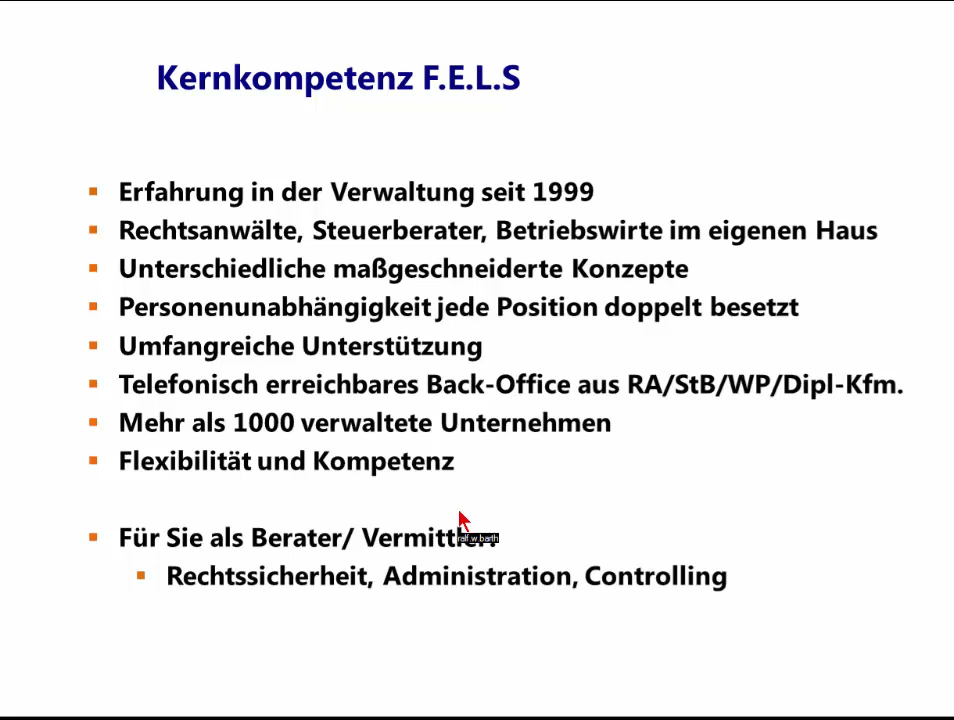 Kernkompetenz F.E.L.S
Erfahrung in der Verwaltung seit 1999
Rechtsanwälte, Steuerberater, Betriebswirte im eigenen Haus
Unterschiedliche maßgeschneiderte Konzepte
Personenunabhängigkeit jede Position doppelt besetzt
Umfangreiche Unterstützung
Telefonisch erreichbares Back-Office aus RA/StB/WP/Dipl-Kfm.
Mehr als 1000 verwaltete Unternehmen
Flexibilität und Kompetenz
Für Sie als Berater/
ralf.w.barth
Rechtssicherheit, Administration, Controlling